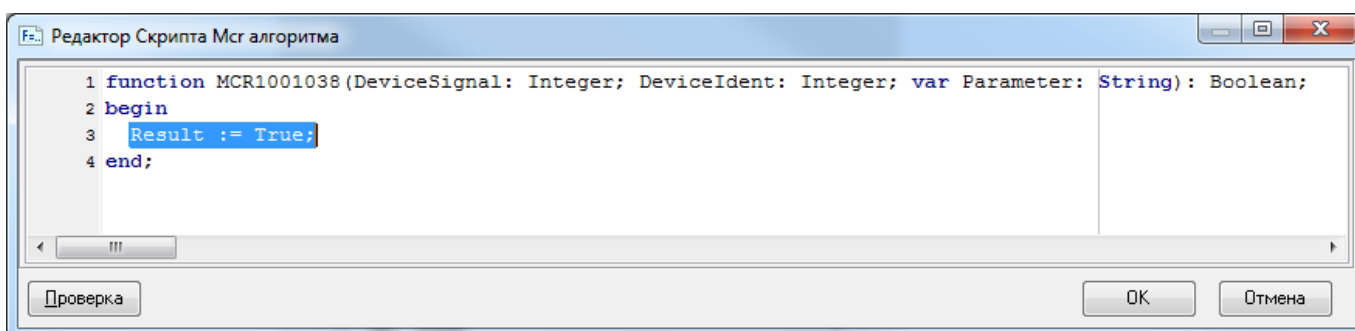 Редактор Скрипта Mcr алгоритма
1 function MCR1001038(DeviceSignal: Integer; DeviceIdent: Integer; var Parameter: String): Boolean;
2 begin
3 Result := True;
4 end;
Проверка
OK
Отмена